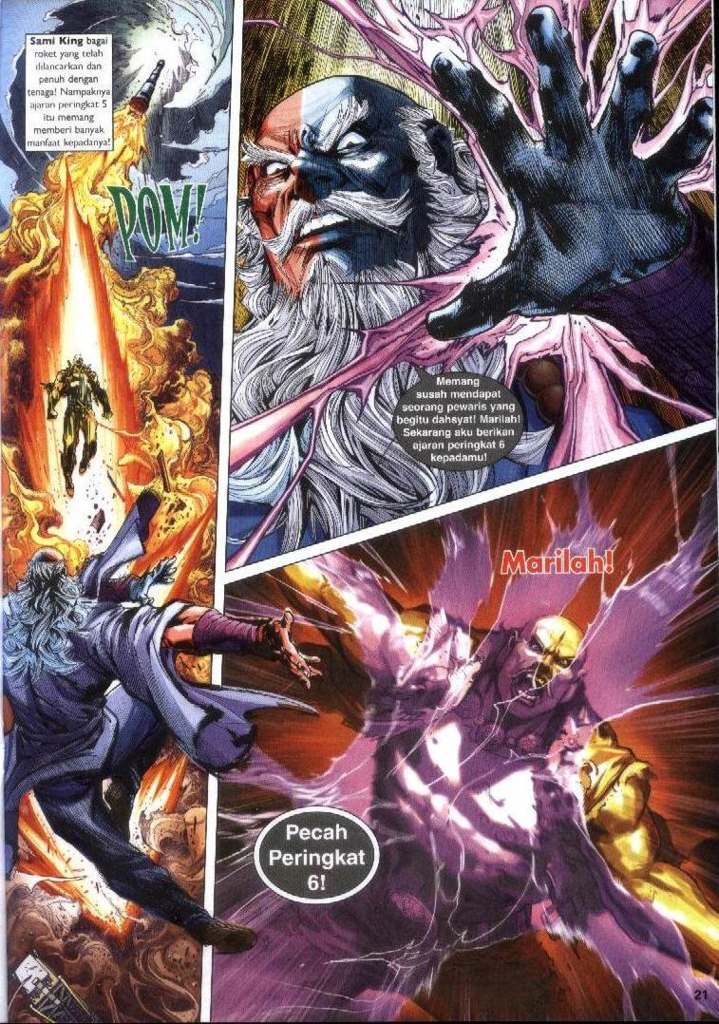 Sami King bagai
roket yang telah
dilancarkan dan
penuh dengan
tenaga! Nampaknya
ajaran peringkat 5
itu memang
memberi banyak
manfaat kepadanya!
POM!
Memang
susah mendapat
seorang pewaris yang
begitu dahsyat! Marilah!
Sekarang aku berikan
ajaran peringkat 6
kepadamu!
Marilah!
Pecah
Peringkat
6!
21